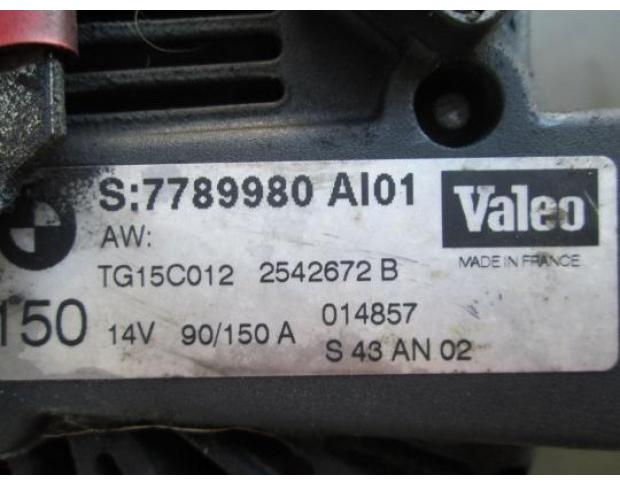 S:7789980 AI01
Valeo
AW:
MADE IN FRANCE
TG15C012 2542672 B
150 14V 90/150 A 014857
S 43 AN 02